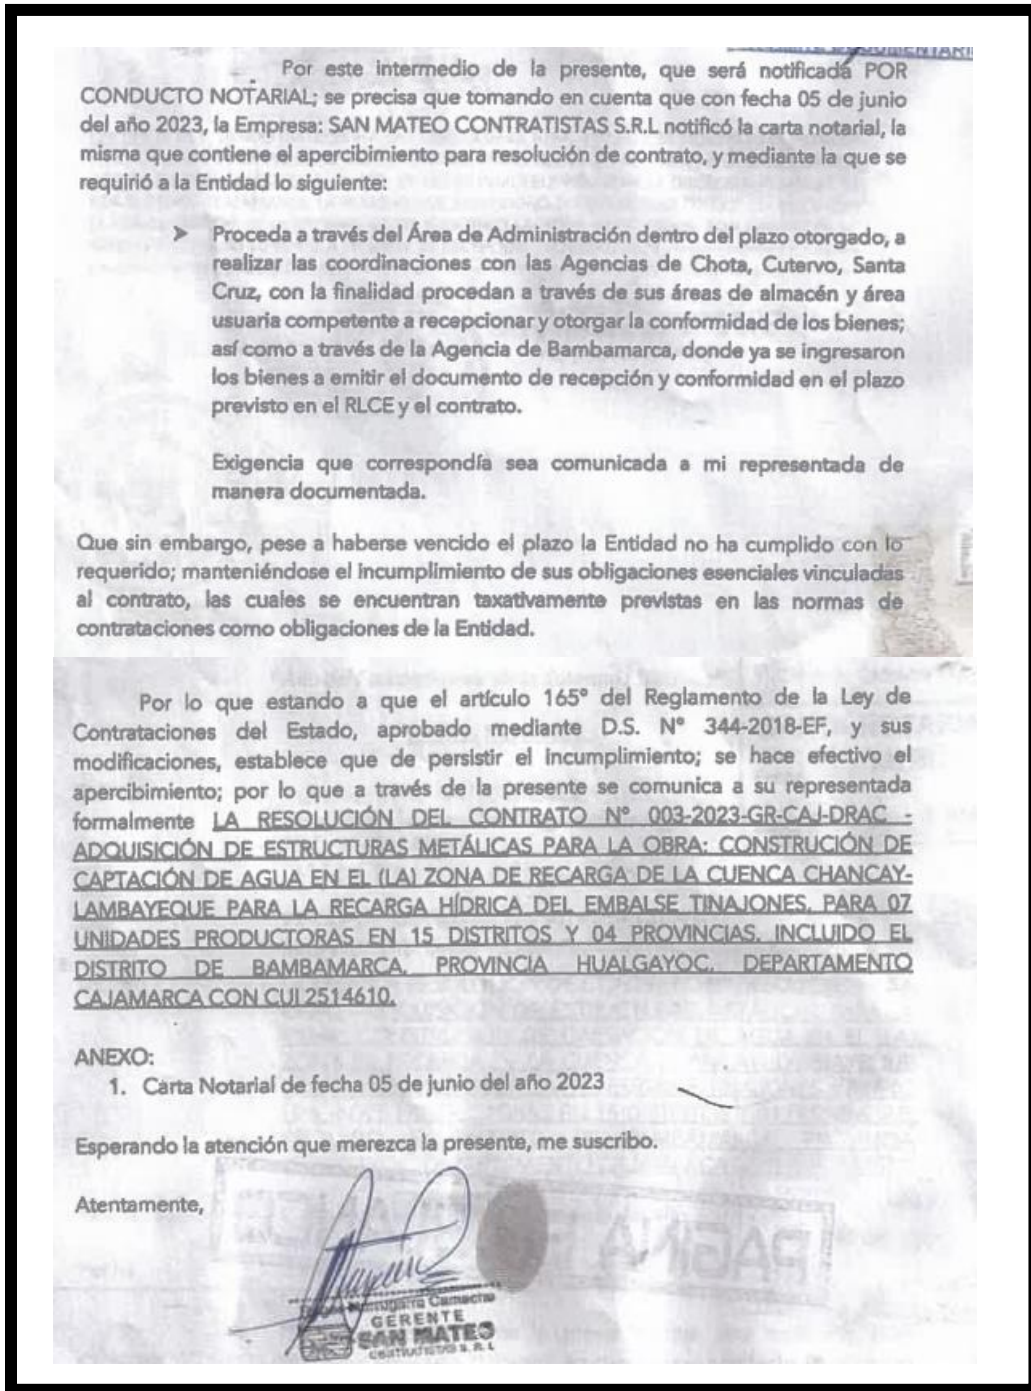 Por este intermedio de la presente, que será notificada POR
CONDUCTO NOTARIAL; se precisa que tomando en cuenta que con fecha 05 de junio
del año 2023, la Empresa: SAN MATEO CONTRATISTAS S.R.L notificó la carta notarial, la
misma que contiene el apercibimiento para resolución de contrato, y mediante la que se
requirió a la Entidad lo siguiente:
➤ Proceda a través del Área de Administración dentro del plazo otorgado, a
realizar las coordinaciones con las Agencias de Chota, Cutervo, Santa
Cruz, con la finalidad procedan a través de sus áreas de almacén y área
usuaria competente a recepcionar y otorgar la conformidad de los bienes;
así como a través de la Agencia de Bambamarca, donde ya se ingresaron
los bienes a emitir el documento de recepción y conformidad en el plazo
previsto en el RLCE y el contrato.
Exigencia que correspondía sea comunicada a mi representada de
manera documentada.
Que sin embargo, pese a haberse vencido el plazo la Entidad no ha cumplido con lo
requerido; manteniéndose el incumplimiento de sus obligaciones esenciales vinculadas
al contrato, las cuales se encuentran taxativamente previstas en las normas de
contrataciones como obligaciones de la Entidad.
Por lo que estando a que el artículo 165° del Reglamento de la Ley de
Contrataciones del Estado, aprobado mediante D.S. N° 344-2018-EF, y sus
modificaciones, establece que de persistir el incumplimiento; se hace efectivo el
apercibimiento; por lo que a través de la presente se comunica a su representada
formalmente LA RESOLUCIÓN DEL CONTRATO N° 003-2023-GR-CAJ-DRAC -
ADQUISICIÓN DE ESTRUCTURAS METÁLICAS PARA LA OBRA: CONSTRUCIÓN DE
CAPTACIÓN DE AGUA EN EL (LA) ZONA DE RECARGA DE LA CUENCA CHANCAY-
LAMBAYEQUE PARA LA RECARGA HÍDRICA DEL EMBALSE TINAJONES, PARA 07
UNIDADES PRODUCTORAS EN 15 DISTRITOS Y 04 PROVINCIAS, INCLUIDO EL
DISTRITO DE BAMBAMARCA, PROVINCIA HUALGAYOC, DEPARTAMENTO
CAJAMARCA CON CUI 2514610.
ANEXO:
1. Carta Notarial de fecha 05 de junio del año 2023
Esperando la atención que merezca la presente, me suscribo.
Atentamente,
PAGINA
Camacho
GERENTE
SAN MATEO
CONTRATISTAS S.R.L